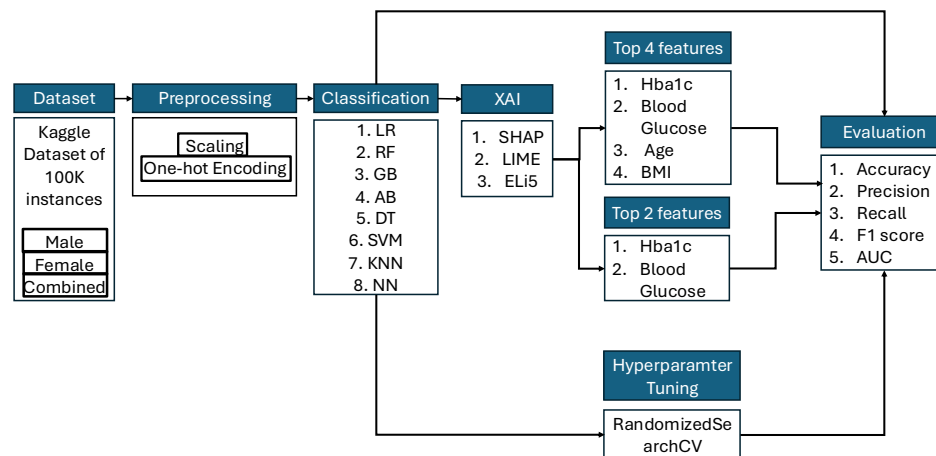 Dataset
Kaggle
Dataset of
100K
instances
Male
Female
Combined
Preprocessing
Scaling
One-hot Encoding
Classification
1. LR
2. RF
3. GB
4. AB
5. DT
6. SVM
7. KNN
8. NN
XAI
1. SHAP
2. LIME
3. ELi5
Top 4 features
1. Hba1c
2. Blood
Glucose
3. Age
4. BMI
Top 2 features
1. Hba1c
2. Blood
Glucose
Hyperparamter
Tuning
RandomizedSe
archCV
Evaluation
1. Accuracy
2. Precision
3. Recall
4. F1 score
5. AUC